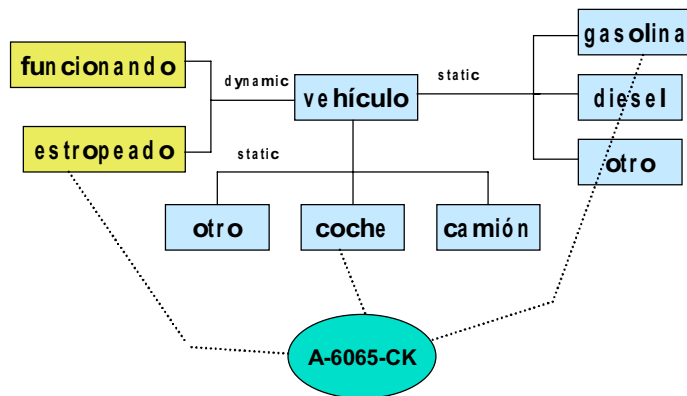 funcionando
dynamic
vehículo
static
gasolina
estropeado
diesel
static
otro
otro
coche
camión
A-6065-CK